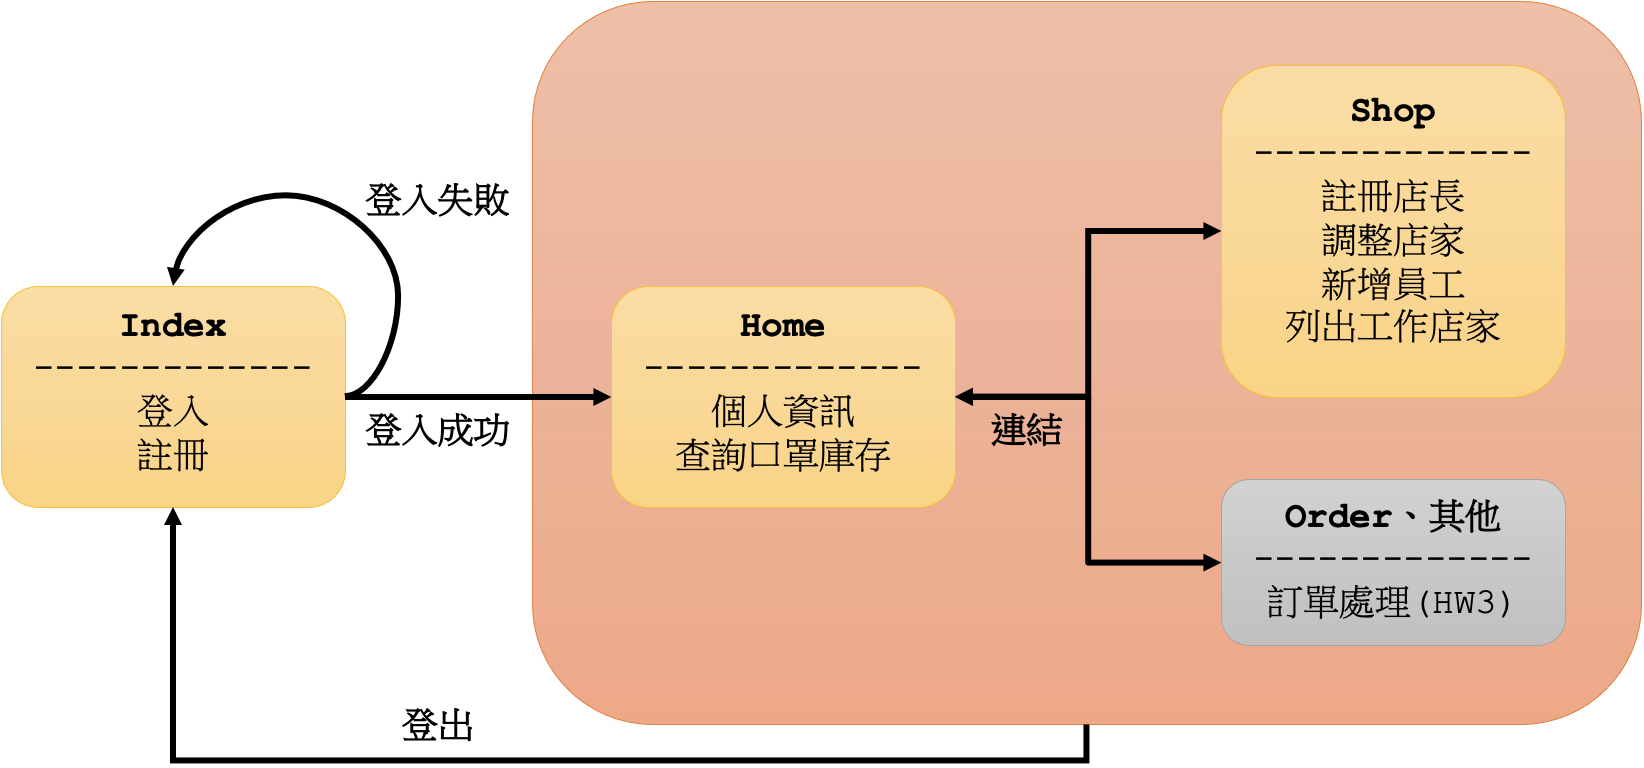 登入失敗
Index
-------------
登入
註冊
登入成功
Home
-------------
個人資訊
查詢口罩庫存
連結
Shop
-------------
註冊店長
調整店家
新增員工
列出工作店家
Order、其他
-------------
訂單處理(HW3)
登出